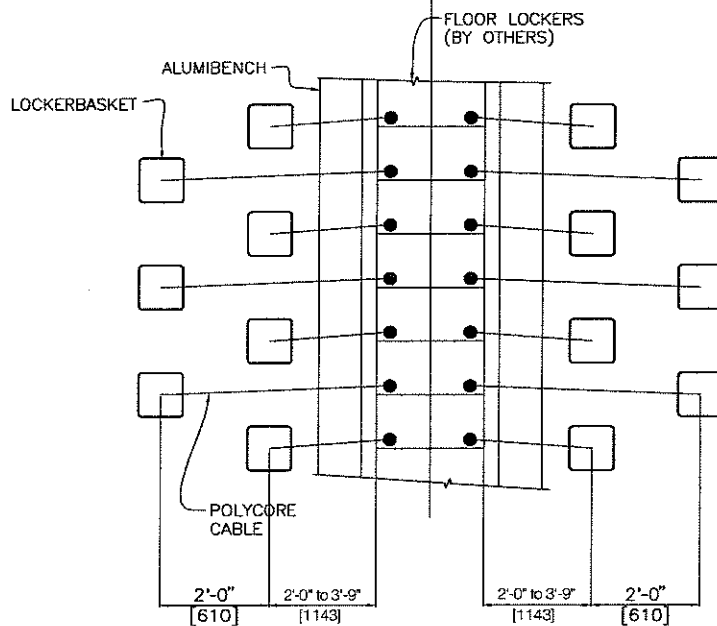 FLOOR LOCKERS
(BY OTHERS)
ALUMIBENCH
LOCKERBASKET
POLYCORE
CABLE
2'-0"
[610]
2'-0" to 3'-9"
[1143]
2'-0" to 3'-9"
[1143]
2'-0"
[610]